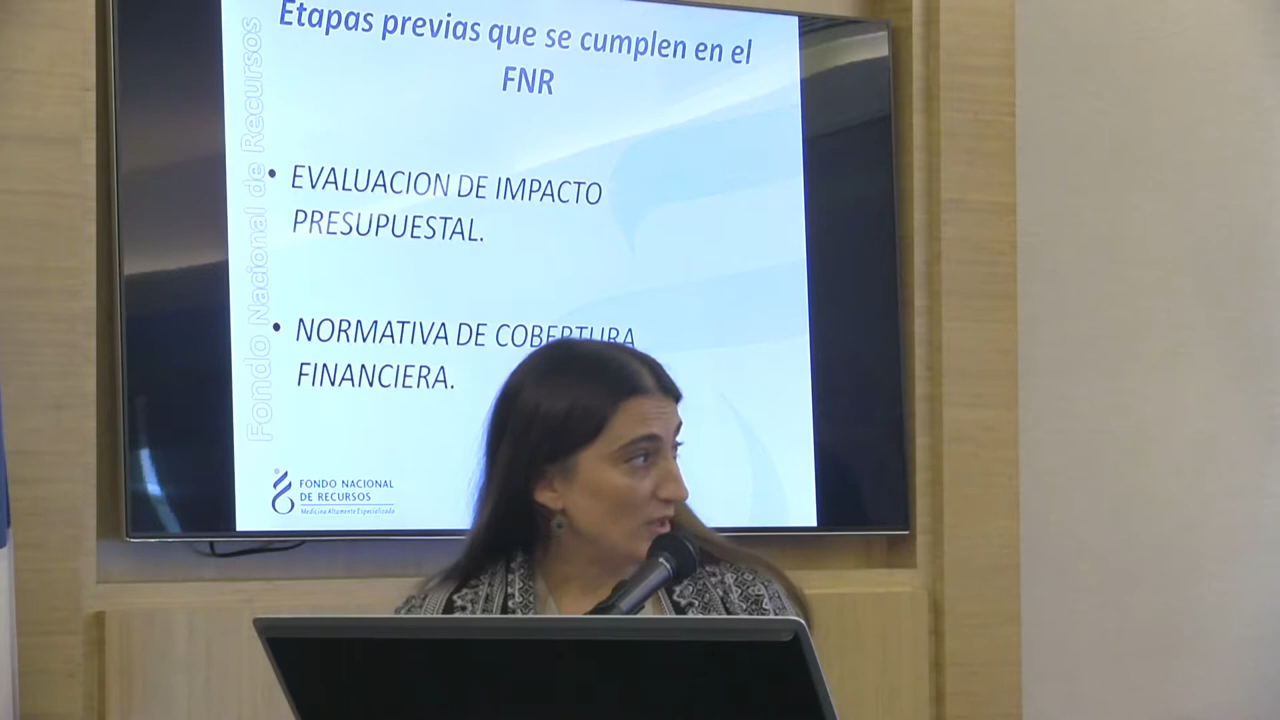 Etapas previas que se cumplen en el
FNR
Fondo Nacional de Recursos
• EVALUACION DE IMPACTO
PRESUPUESTAL.
• NORMATIVA DE COBERTURA
FINANCIERA.
FONDO NACIONAL
DE RECURSOS
Medicina Altamente Especializada